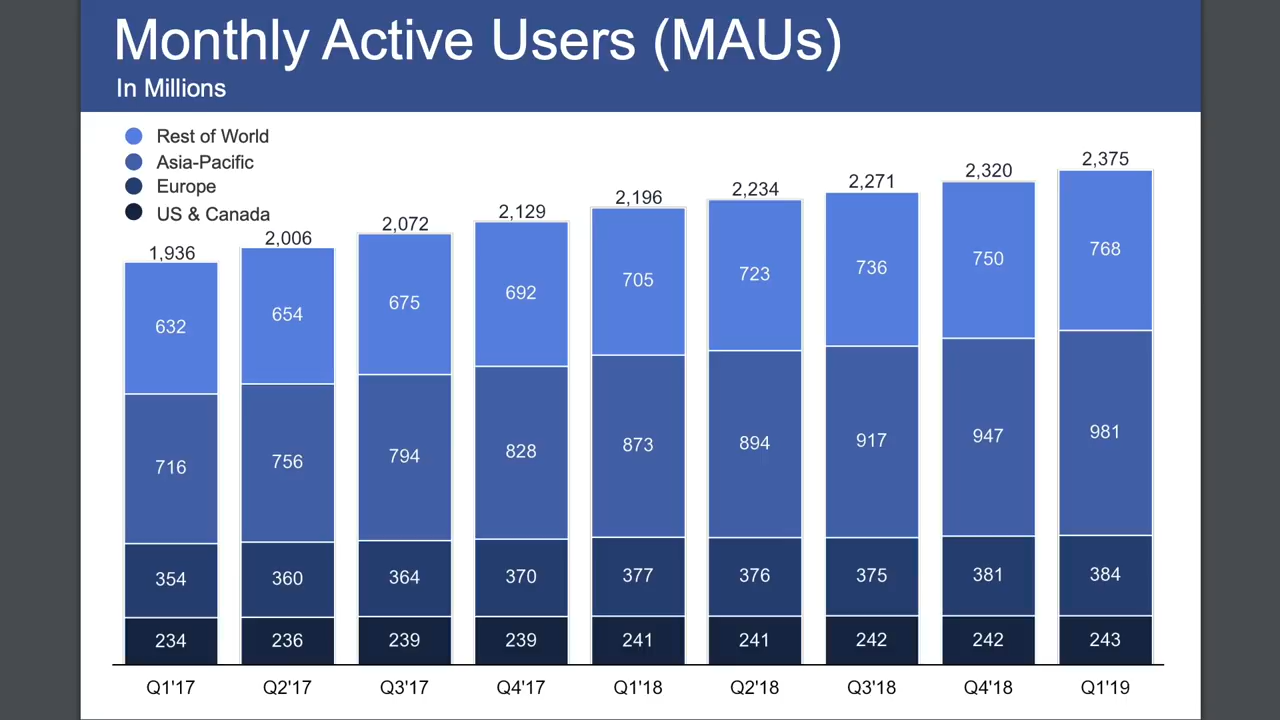 Monthly Active Users (MAUs)
In Millions
Rest of World
Asia-Pacific
Europe
US & Canada
1,936 2,006 2,072 2,129 2,196 2,234 2,271 2,320 2,375
632 654 675 692 705 723 736 750 768
716 756 794 828 873 894 917 947 981
354 360 364 370 377 376 375 381 384
234 236 239 239 241 241 242 242 243
Q1'17 Q2'17 Q3'17 Q4'17 Q1'18 Q2'18 Q3'18 Q4'18 Q1'19